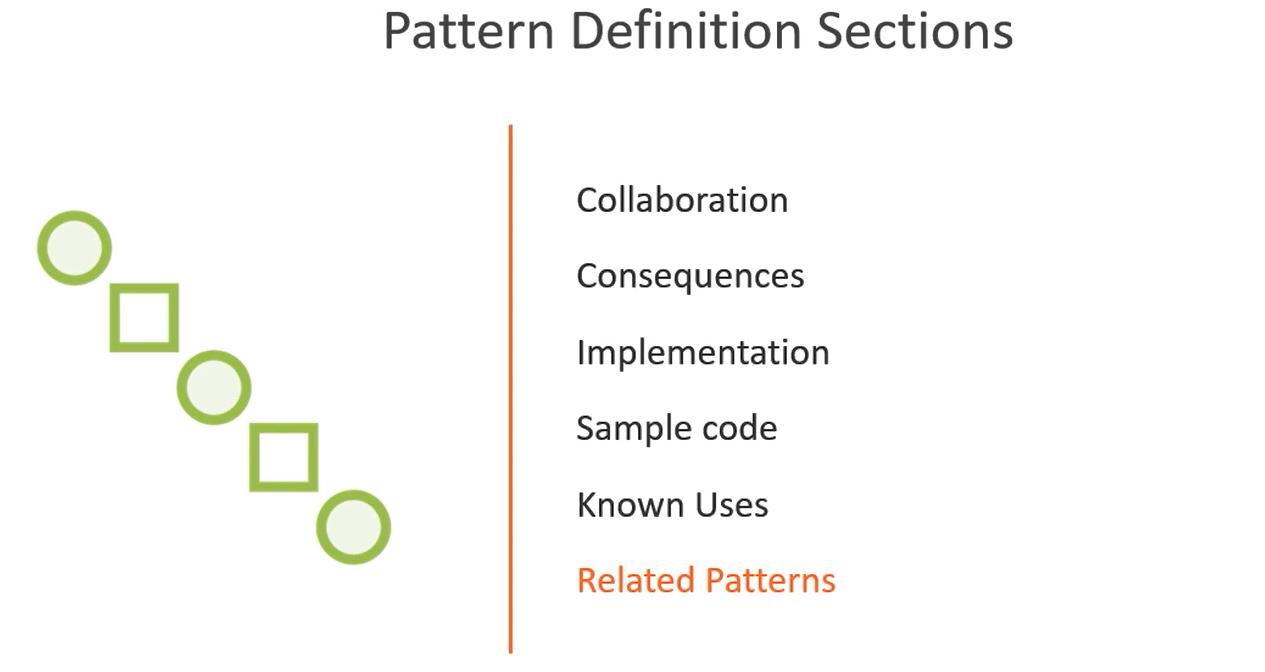 Pattern Definition Sections
Collaboration
Consequences
Implementation
Sample code
Known Uses
Related Patterns